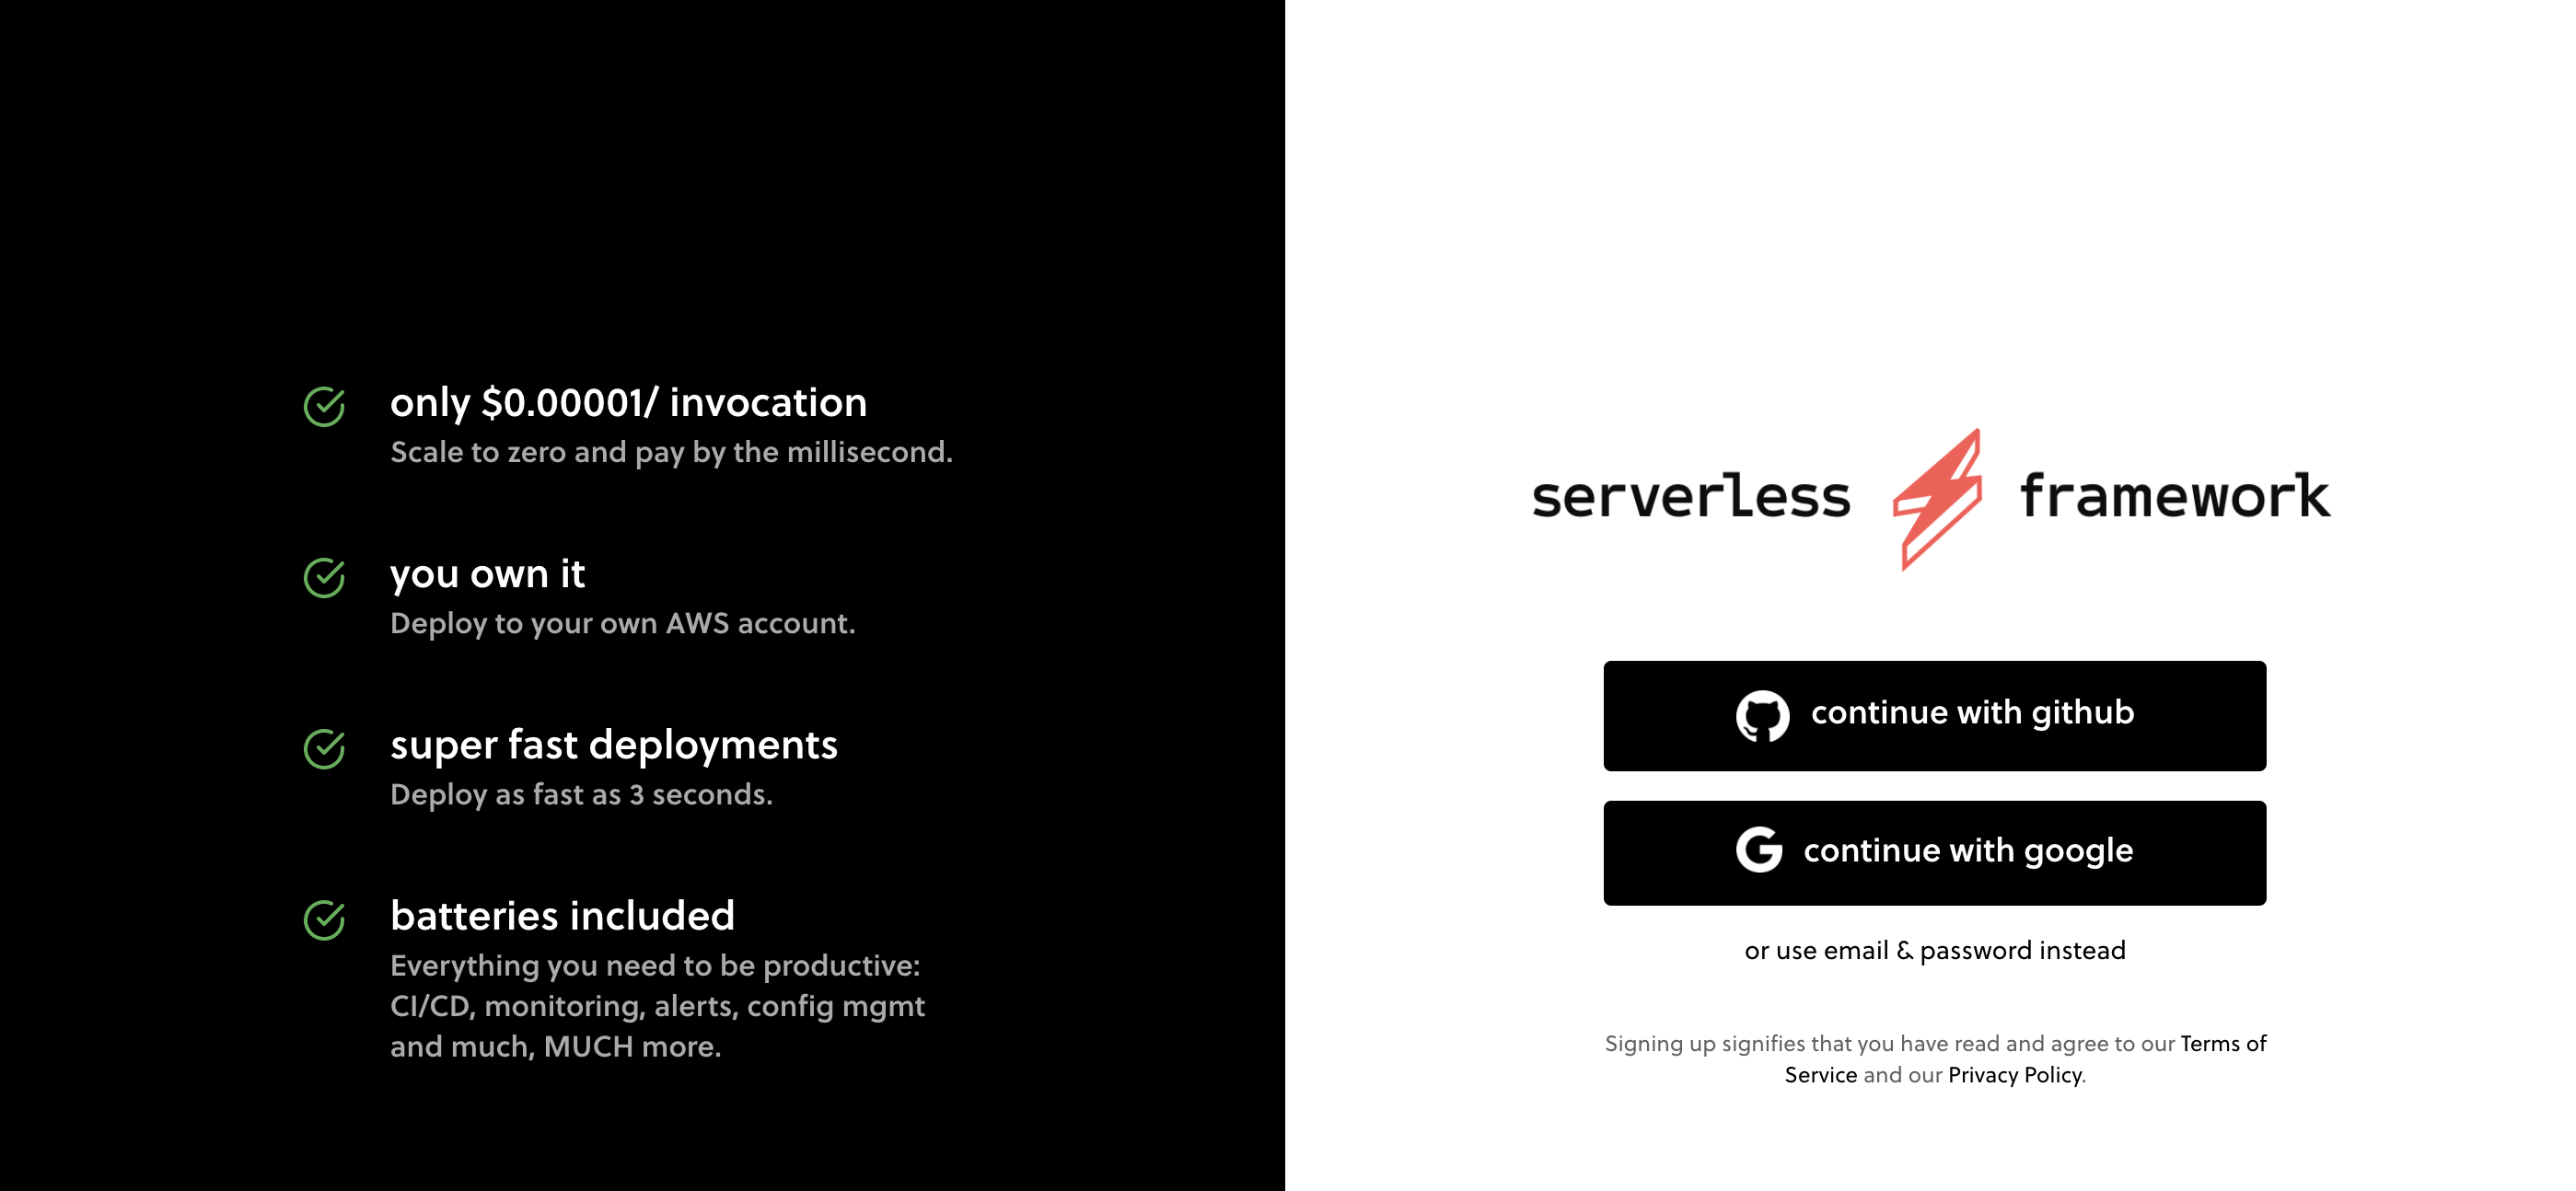 only $0.00001/ invocation
Scale to zero and pay by the millisecond.
you own it
Deploy to your own AWS account.
super fast deployments
Deploy as fast as 3 seconds.
batteries included
Everything you need to be productive:
CI/CD, monitoring, alerts, config mgmt
and much, MUCH more.
serverless framework
continue with github
continue with google
or use email & password instead
Signing up signifies that you have read and agree to our Terms of
Service and our Privacy Policy.